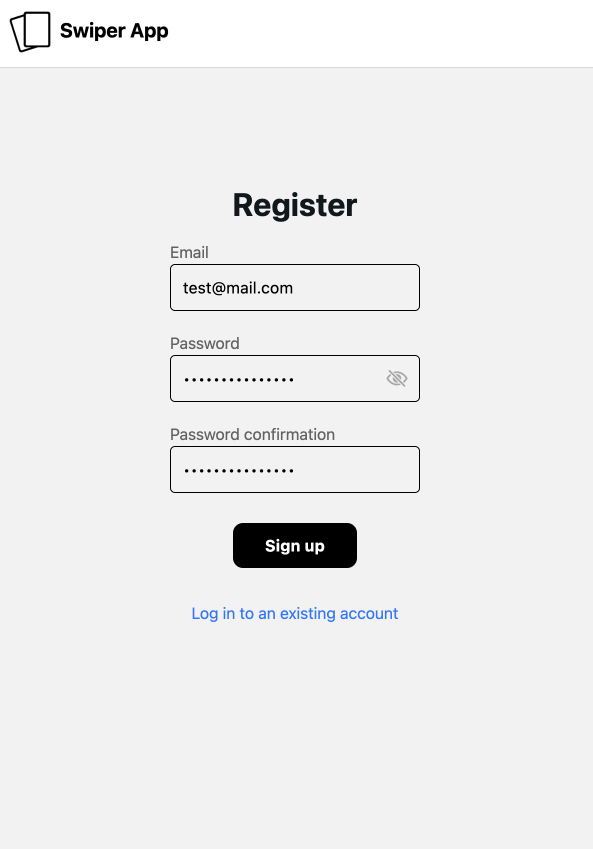 Swiper App
Register
Email
test@mail.com
Password
•••••••••••••••
Password confirmation
•••••••••••••••
Sign up
Log in to an existing account